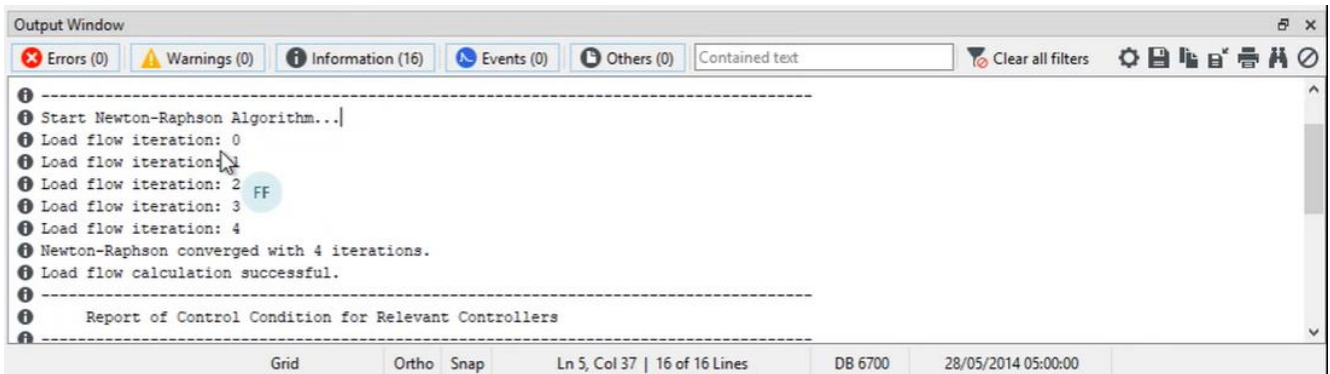 Output Window
Errors (0) Warnings (0) Information (16) Events (0) Others (0) Contained text Clear all filters
--------------------------------------------------------------------------------
Start Newton-Raphson Algorithm...
Load flow iteration: 0
Load flow iteration: 1
Load flow iteration: 2
FF
Load flow iteration: 3
Load flow iteration: 4
Newton-Raphson converged with 4 iterations.
Load flow calculation successful.
--------------------------------------------------------------------------------
Report of Control Condition for Relevant Controllers
--------------------------------------------------------------------------------
Grid Ortho Snap Ln 5, Col 37 | 16 of 16 Lines DB 6700 28/05/2014 05:00:00